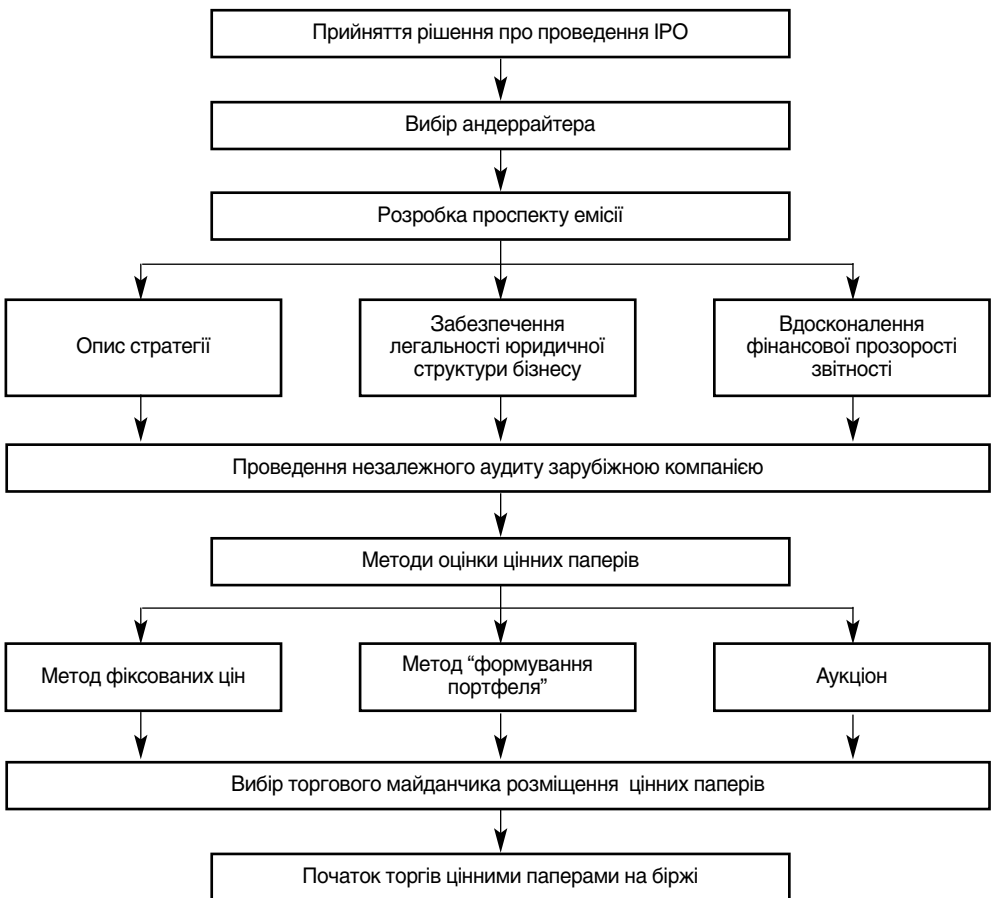 Прийняття рішення про проведення IPO
Вибір андеррайтера
Розробка проспекту емісії
Опис стратегії
Забезпечення
легальності юридичної
структури бізнесу
Вдосконалення
фінансової прозорості
звітності
Проведення незалежного аудиту зарубіжною компанією
Методи оцінки цінних паперів
Метод фіксованих цін
Метод “формування
портфеля”
Аукціон
Вибір торгового майданчика розміщення цінних паперів
Початок торгів цінними паперами на біржі